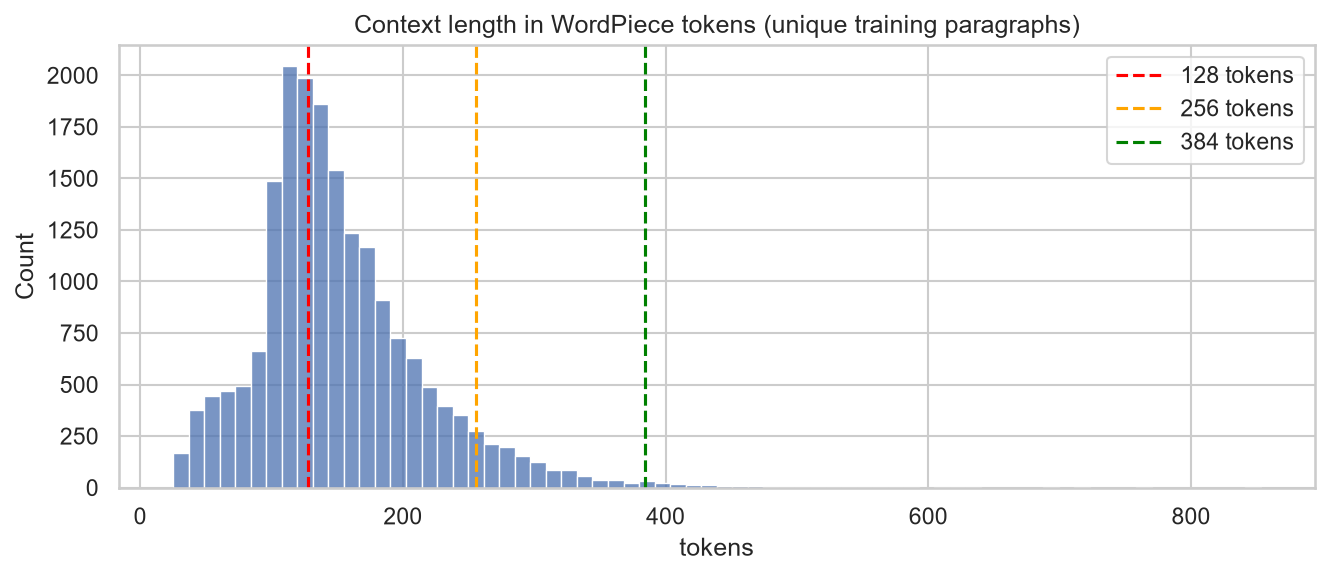 Context length in WordPiece tokens (unique training paragraphs)
128 tokens
256 tokens
384 tokens
Count
2000
1750
1500
1250
1000
750
500
250
0
0 200 400 600 800
tokens